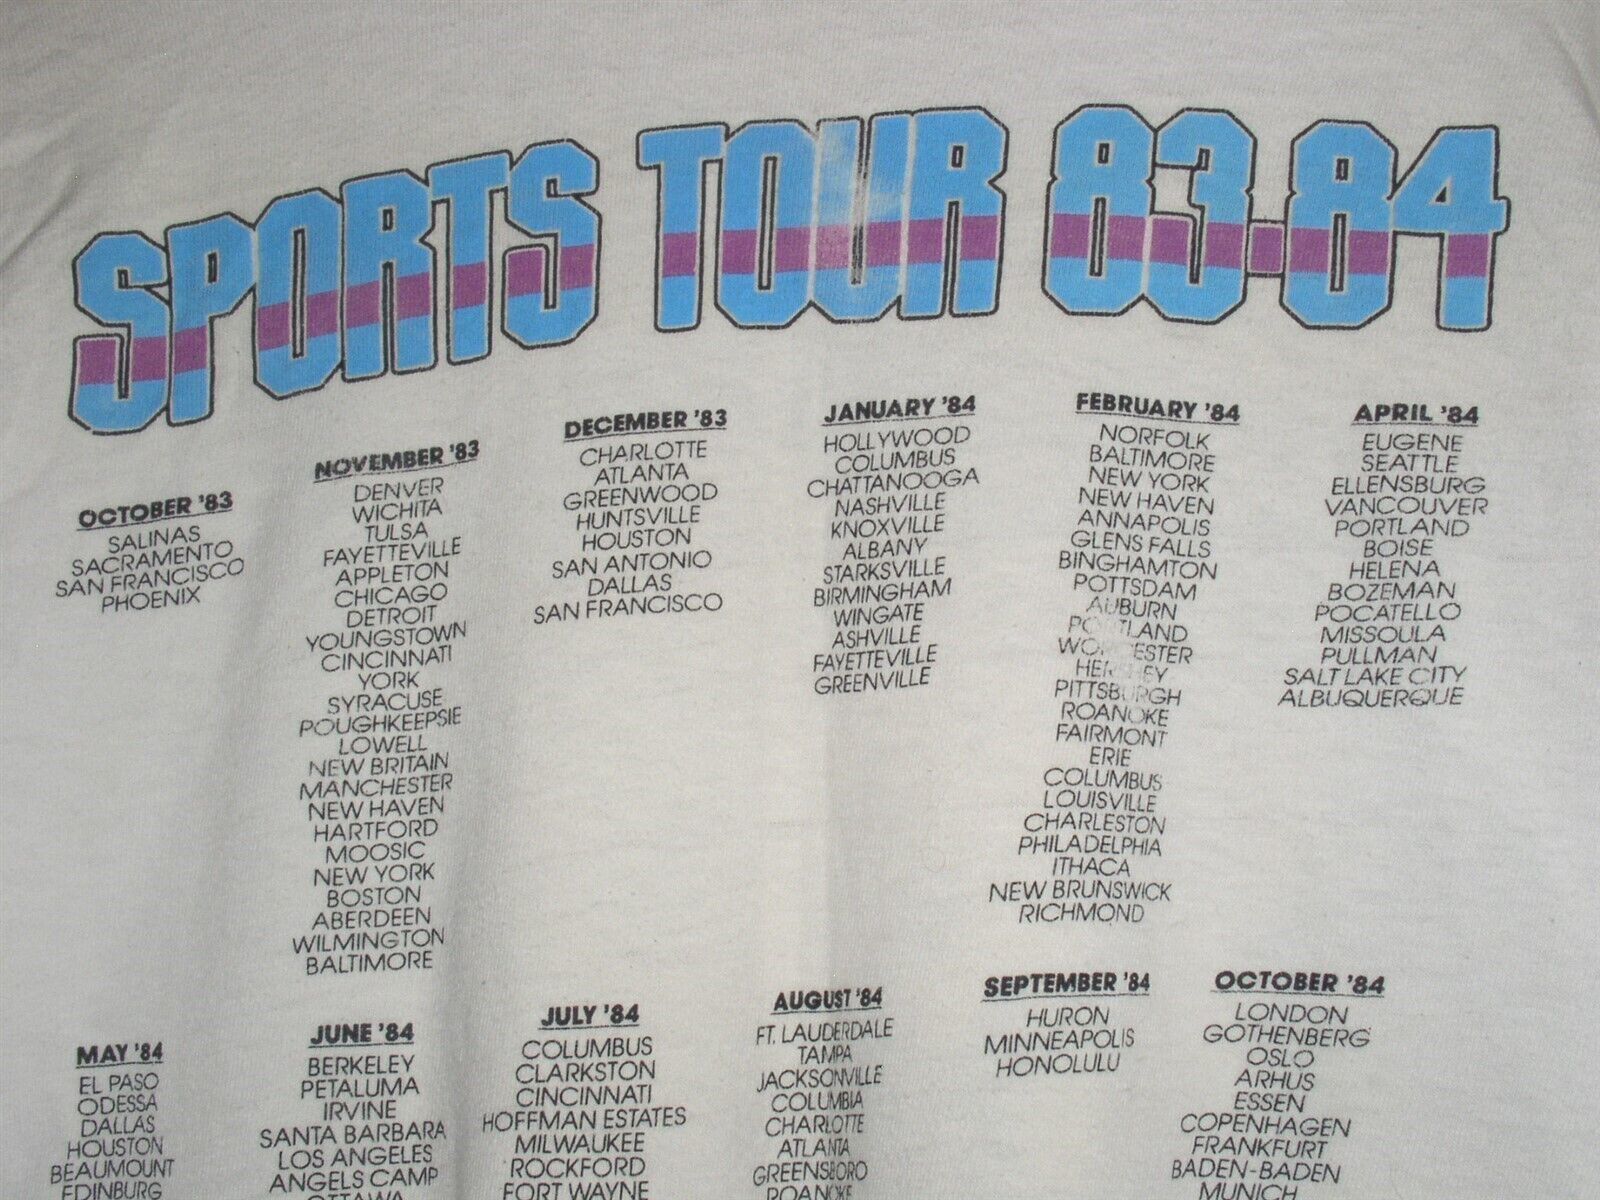 SPORTS TOUR 83-84
OCTOBER '83
SALINAS
SACRAMENTO
SAN FRANCISCO
PHOENIX
NOVEMBER '83
DENVER
WICHITA
TULSA
FAYETTEVILLE
APPLETON
CHICAGO
DETROIT
YOUNGSTOWN
CINCINNATI
YORK
SYRACUSE
POUGHKEEPSIE
LOWELL
NEW BRITAIN
MANCHESTER
NEW HAVEN
HARTFORD
MOOSIC
NEW YORK
BOSTON
ABERDEEN
WILMINGTON
BALTIMORE
DECEMBER '83
CHARLOTTE
ATLANTA
GREENWOOD
HUNTSVILLE
HOUSTON
SAN ANTONIO
DALLAS
SAN FRANCISCO
JANUARY '84
HOLLYWOOD
COLUMBUS
CHATTANOOGA
NASHVILLE
KNOXVILLE
ALBANY
STARKSVILLE
BIRMINGHAM
WINGATE
ASHVILLE
FAYETTEVILLE
GREENVILLE
FEBRUARY '84
NORFOLK
BALTIMORE
NEW YORK
NEW HAVEN
ANNAPOLIS
GLENS FALLS
BINGHAMTON
POTTSDAM
AUBURN
PORTLAND
WORCESTER
HERSHEY
PITTSBURGH
ROANOKE
FAIRMONT
ERIE
COLUMBUS
LOUISVILLE
CHARLESTON
PHILADELPHIA
ITHACA
NEW BRUNSWICK
RICHMOND
APRIL '84
EUGENE
SEATTLE
ELLENSBURG
VANCOUVER
PORTLAND
BOISE
HELENA
BOZEMAN
POCATELLO
MISSOULA
PULLMAN
SALT LAKE CITY
ALBUQUERQUE
MAY '84
EL PASO
ODESSA
DALLAS
HOUSTON
BEAUMOUNT
EDINBURG
JUNE '84
BERKELEY
PETALUMA
IRVINE
SANTA BARBARA
LOS ANGELES
ANGELS CAMP
OTTAWA
JULY '84
COLUMBUS
CLARKSTON
CINCINNATI
HOFFMAN ESTATES
MILWAUKEE
ROCKFORD
FORT WAYNE
AUGUST '84
FT. LAUDERDALE
TAMPA
JACKSONVILLE
COLUMBIA
CHARLOTTE
ATLANTA
GREENSBORO
ROANOKE
SEPTEMBER '84
HURON
MINNEAPOLIS
HONOLULU
OCTOBER '84
LONDON
GOTHENBERG
OSLO
ARHUS
ESSEN
COPENHAGEN
FRANKFURT
BADEN-BADEN
MUNICH